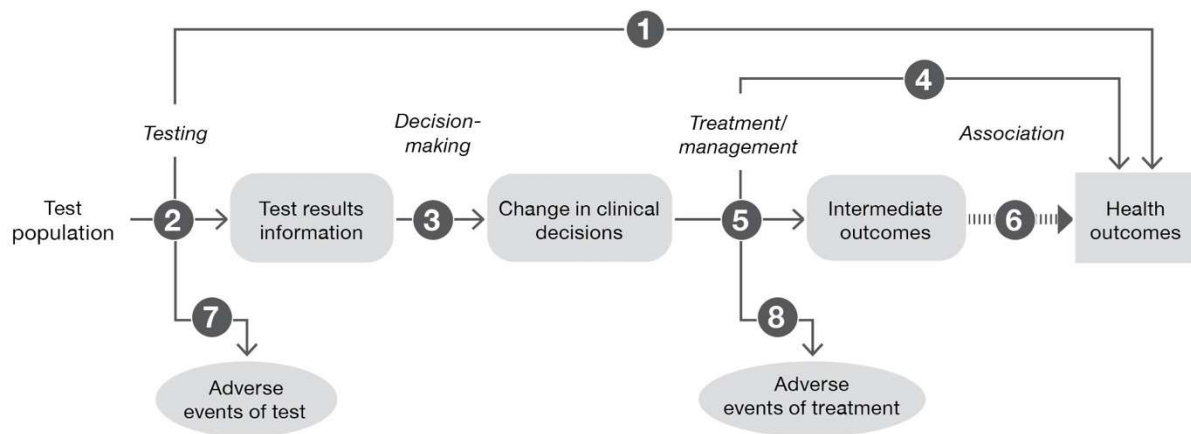 1
4
Testing
Decision-
making
Treatment/
management
Association
Test
population
2
Test results
information
3
Change in clinical
decisions
5
Intermediate
outcomes
6
Health
outcomes
7
8
Adverse
events of test
Adverse
events of treatment